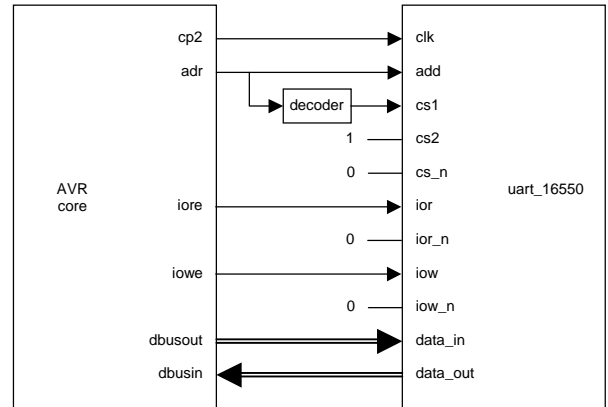 cp2 clk
adr add
decoder cs1
1 cs2
0 cs_n
AVR
core
uart_16550
iore ior
0 ior_n
iowe iow
0 iow_n
dbusout data_in
dbusin data_out